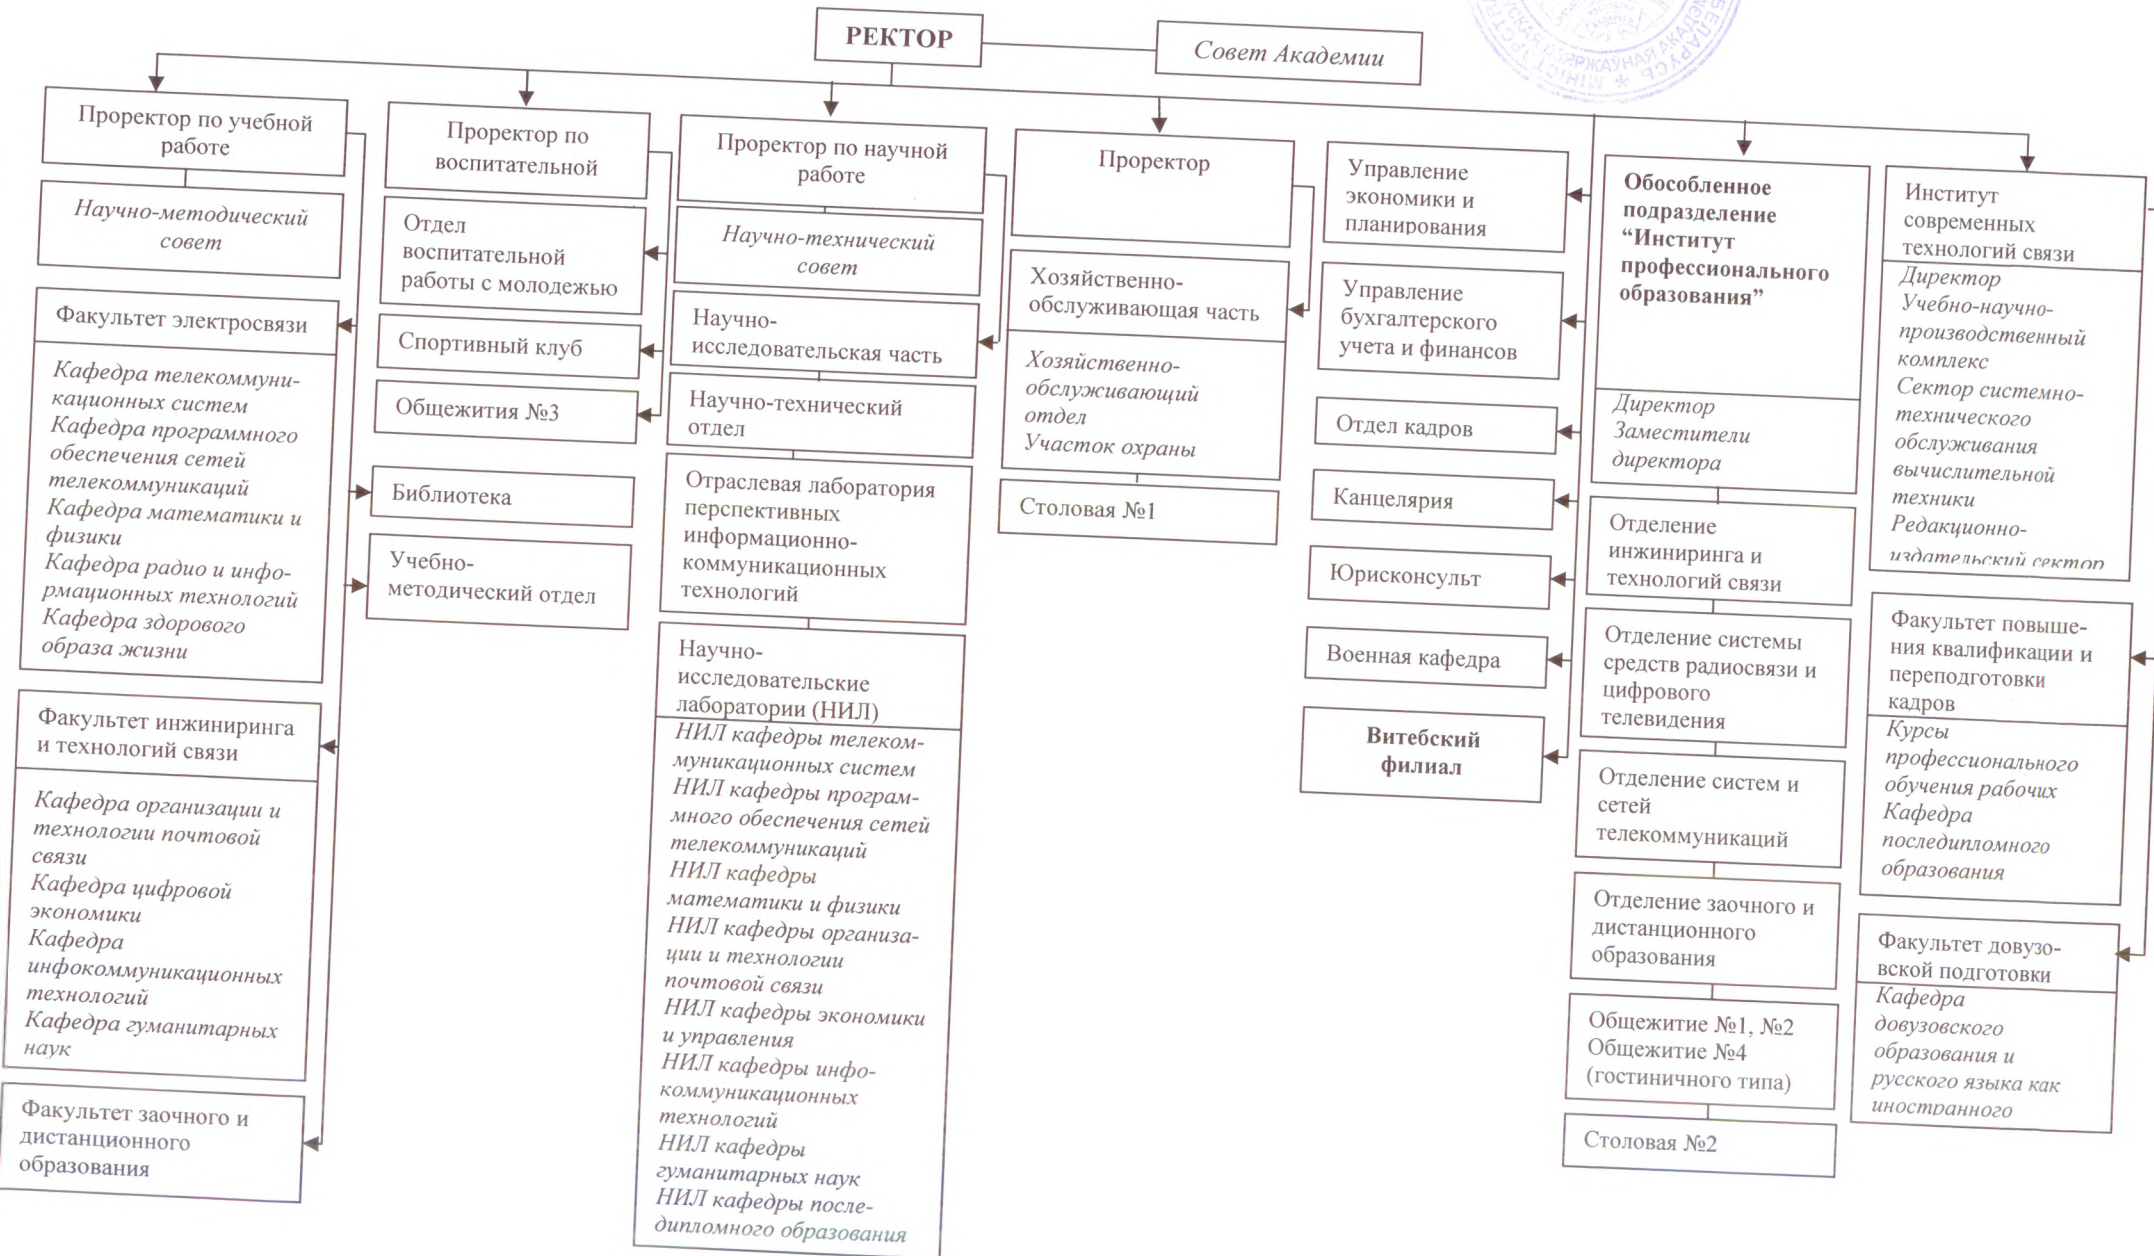 РЕКТОР
Совет Академии
Проректор по учебной
работе
Научно-методический
совет
Факультет электросвязи
Кафедра телекоммуни-
кационных систем
Кафедра программного
обеспечения сетей
телекоммуникаций
Кафедра математики и
физики
Кафедра радио и инфо-
рмационных технологий
Кафедра здорового
образа жизни
Факультет инжиниринга
и технологий связи
Кафедра организации и
технологии почтовой
связи
Кафедра цифровой
экономики
Кафедра
инфокоммуникационных
технологий
Кафедра гуманитарных
наук
Факультет заочного и
дистанционного
образования
Проректор по
воспитательной
Отдел
воспитательной
работы с молодежью
Спортивный клуб
Общежития №3
Библиотека
Учебно-
методический отдел
Проректор по научной
работе
Научно-технический
совет
Научно-
исследовательская часть
Научно-технический
отдел
Отраслевая лаборатория
перспективных
информационно-
коммуникационных
технологий
Научно-
исследовательские
лаборатории (НИЛ)
НИЛ кафедры телеком-
муникационных систем
НИЛ кафедры програм-
много обеспечения сетей
телекоммуникаций
НИЛ кафедры
математики и физики
НИЛ кафедры организа-
ции и технологии
почтовой связи
НИЛ кафедры экономики
и управления
НИЛ кафедры инфо-
коммуникационных
технологий
НИЛ кафедры
гуманитарных наук
НИЛ кафедры после-
дипломного образования
Проректор
Хозяйственно-
обслуживающая часть
Хозяйственно-
обслуживающий
отдел
Участок охраны
Столовая №1
Управление
экономики и
планирования
Управление
бухгалтерского
учета и финансов
Отдел кадров
Канцелярия
Юрисконсульт
Военная кафедра
Витебский
филиал
Обособленное
подразделение
“Институт
профессионального
образования”
Директор
Заместители
директора
Отделение
инжиниринга и
технологий связи
Отделение системы
средств радиосвязи и
цифрового
телевидения
Отделение систем и
сетей
телекоммуникаций
Отделение заочного и
дистанционного
образования
Общежитие №1, №2
Общежитие №4
(гостиничного типа)
Столовая №2
Институт
современных
технологий связи
Директор
Учебно-научно-
производственный
комплекс
Сектор системно-
технического
обслуживания
вычислительной
техники
Редакционно-
издательский сектор
Факультет повыше-
ния квалификации и
переподготовки
кадров
Курсы
профессионального
обучения рабочих
Кафедра
последипломного
образования
Факультет довузо-
вской подготовки
Кафедра
довузовского
образования и
русского языка как
иностранного